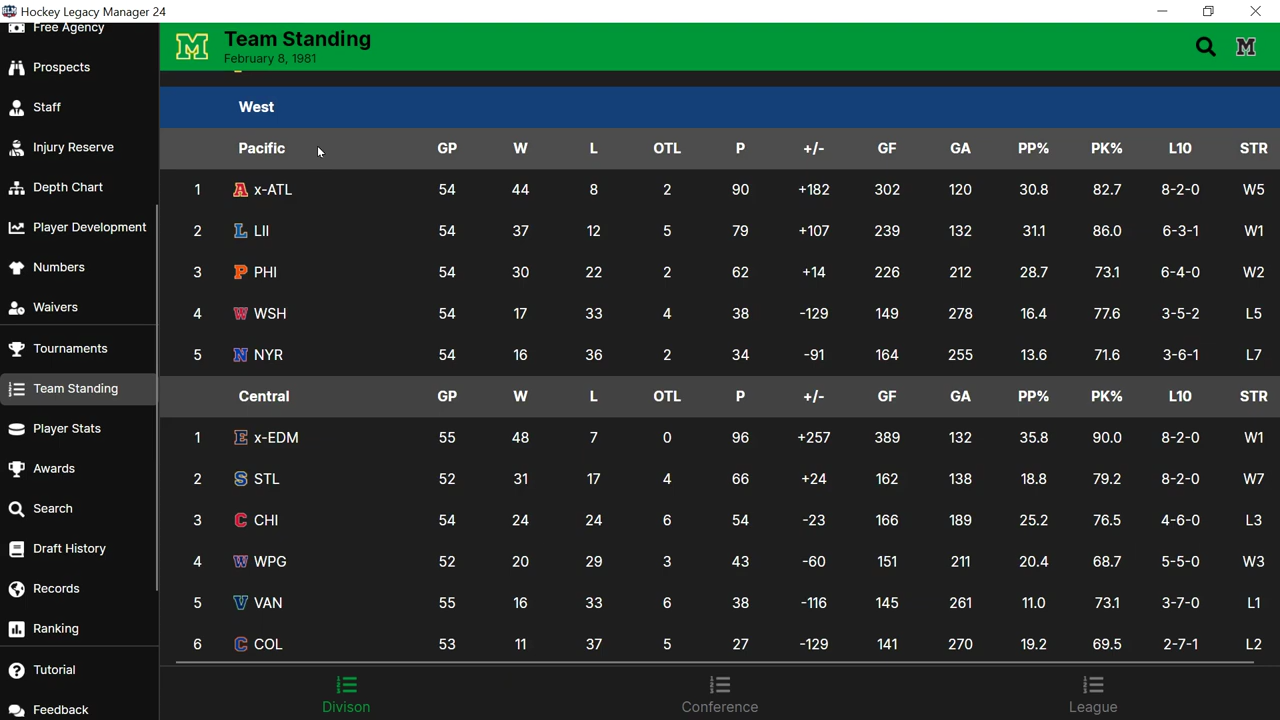 Hockey Legacy Manager 24
Free Agency
Prospects
Staff
Injury Reserve
Depth Chart
Player Development
Numbers
Waivers
Tournaments
Team Standing
Player Stats
Awards
Search
Draft History
Records
Ranking
Tutorial
Feedback
M Team Standing M
February 8, 1981
West
Pacific GP W L OTL P +/- GF GA PP% PK% L10 STR
1 A x-ATL 54 44 8 2 90 +182 302 120 30.8 82.7 8-2-0 W5
2 L LII 54 37 12 5 79 +107 239 132 31.1 86.0 6-3-1 W1
3 P PHI 54 30 22 2 62 +14 226 212 28.7 73.1 6-4-0 W2
4 W WSH 54 17 33 4 38 -129 149 278 16.4 77.6 3-5-2 L5
5 N NYR 54 16 36 2 34 -91 164 255 13.6 71.6 3-6-1 L7
Central GP W L OTL P +/- GF GA PP% PK% L10 STR
1 E x-EDM 55 48 7 0 96 +257 389 132 35.8 90.0 8-2-0 W1
2 S STL 52 31 17 4 66 +24 162 138 18.8 79.2 8-2-0 W7
3 C CHI 54 24 24 6 54 -23 166 189 25.2 76.5 4-6-0 L3
4 W WPG 52 20 29 3 43 -60 151 211 20.4 68.7 5-5-0 W3
5 V VAN 55 16 33 6 38 -116 145 261 11.0 73.1 3-7-0 L1
6 C COL 53 11 37 5 27 -129 141 270 19.2 69.5 2-7-1 L2
Divison Conference League